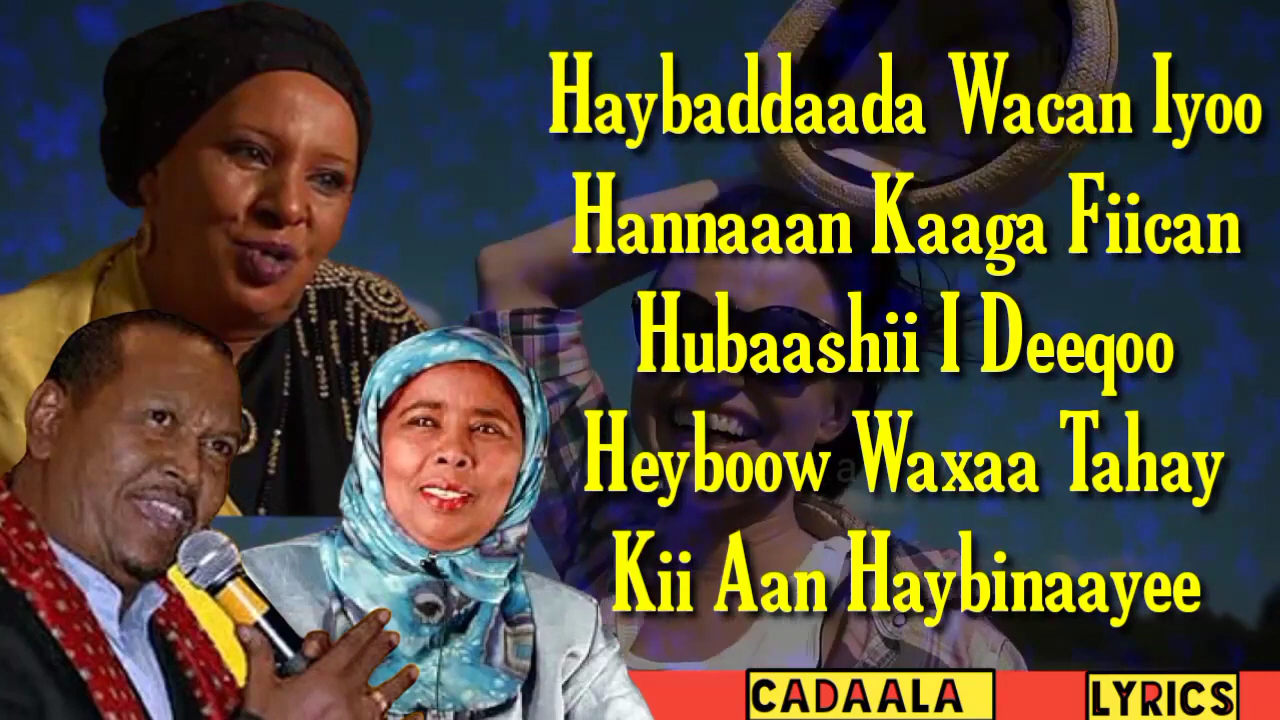 Haybaddaada Wacan Iyoo
Hannaaan Kaaga Fiican
Hubaashii I Deeqoo
Heyboow Waxaa Tahay
Kii Aan Haybinaayee
CADAALA LYRICS